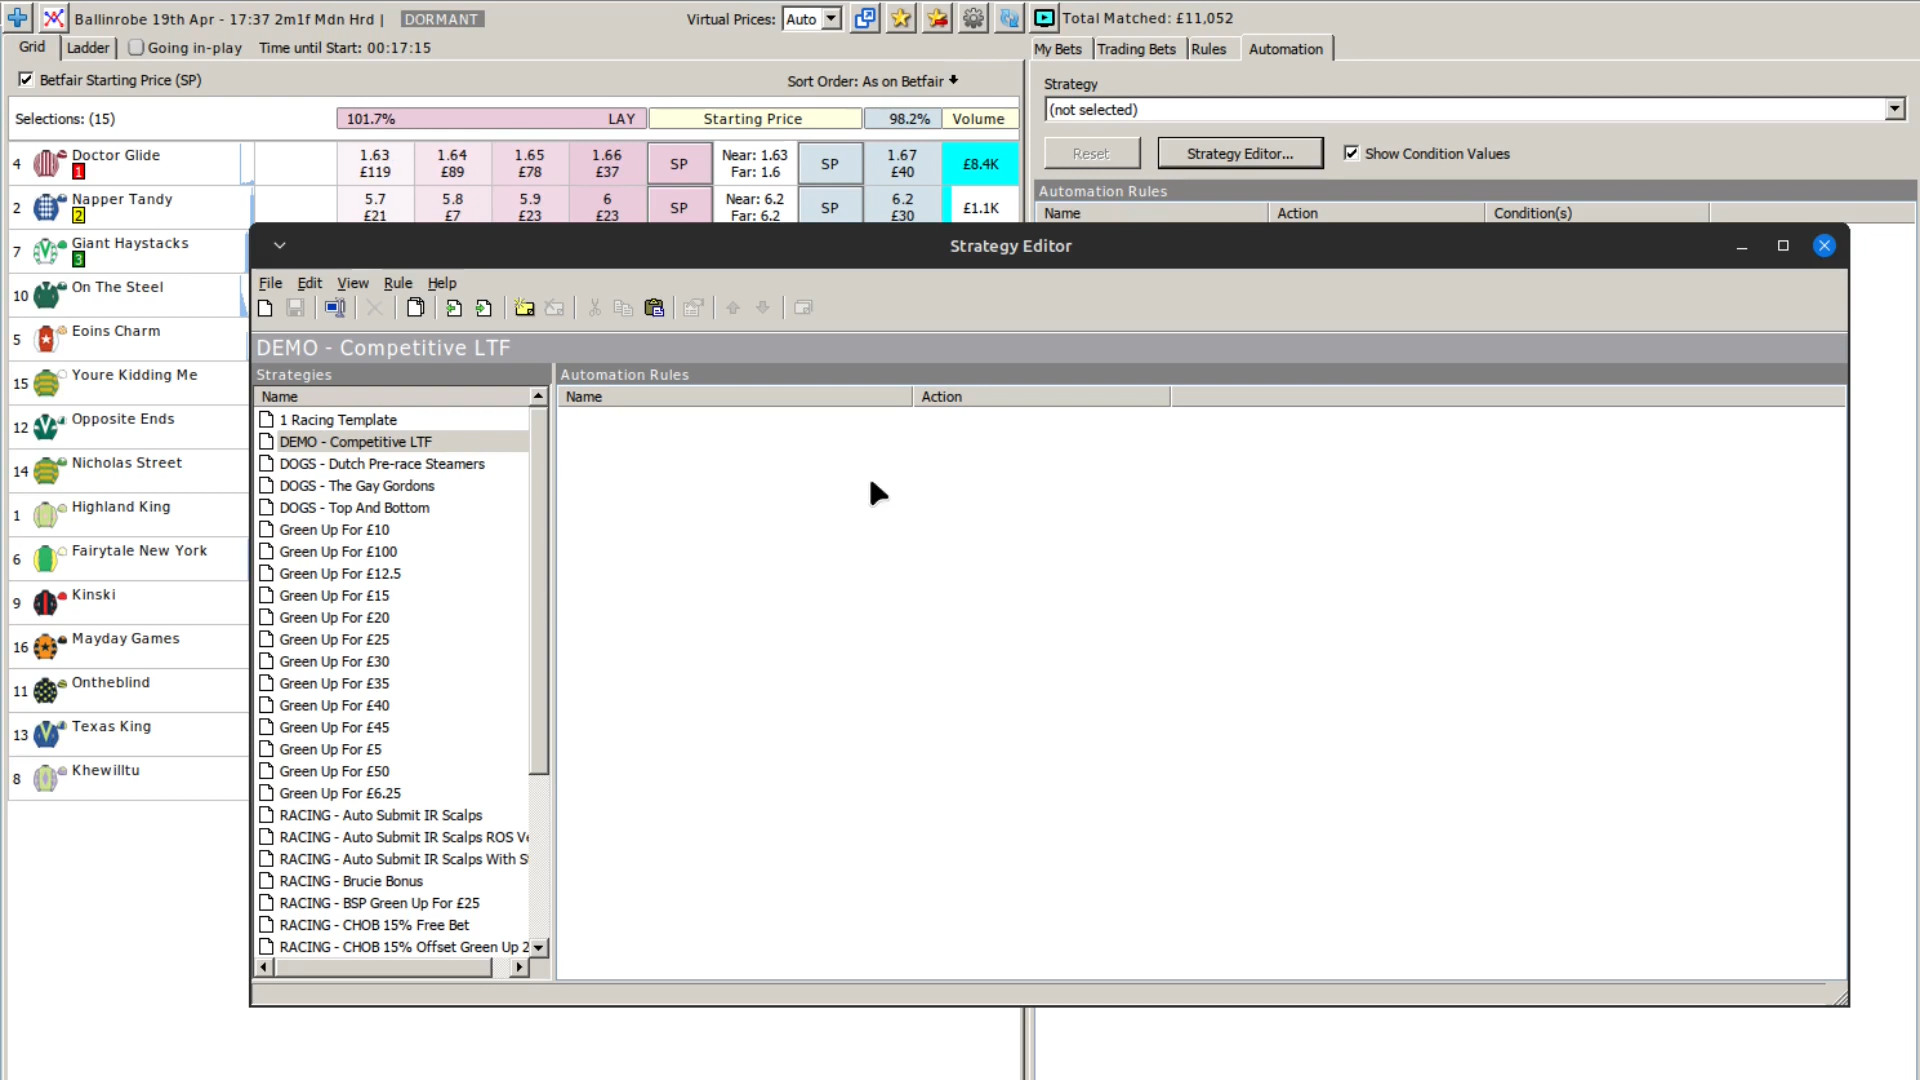 Ballinrobe 19th Apr - 17:37 2m1f Mdn Hrd | DORMANT Virtual Prices: Auto Total Matched: £11,052
Grid Ladder Going in-play Time until Start: 00:17:15
My Bets Trading Bets Rules Automation
Betfair Starting Price (SP) Sort Order: As on Betfair
Strategy
(not selected)
Selections: (15) 101.7% LAY Starting Price 98.2% Volume
Reset Strategy Editor... Show Condition Values
4 Doctor Glide 1 1.63 £119 1.64 £89 1.65 £78 1.66 £37 SP Near: 1.63 Far: 1.6 SP 1.67 £40 £8.4K
Automation Rules
Name Action Condition(s)
2 Napper Tandy 2 5.7 £21 5.8 £7 5.9 £23 6 £23 SP Near: 6.2 Far: 6.2 SP 6.2 £30 £1.1K
7 Giant Haystacks 3
10 On The Steel
5 Eoins Charm
15 Youre Kidding Me
12 Opposite Ends
14 Nicholas Street
1 Highland King
6 Fairytale New York
9 Kinski
16 Mayday Games
11 Ontheblind
13 Texas King
8 Khewilltu
Strategy Editor
File Edit View Rule Help
DEMO - Competitive LTF
Strategies
Name
1 Racing Template
DEMO - Competitive LTF
DOGS - Dutch Pre-race Steamers
DOGS - The Gay Gordons
DOGS - Top And Bottom
Green Up For £10
Green Up For £100
Green Up For £12.5
Green Up For £15
Green Up For £20
Green Up For £25
Green Up For £30
Green Up For £35
Green Up For £40
Green Up For £45
Green Up For £5
Green Up For £50
Green Up For £6.25
RACING - Auto Submit IR Scalps
RACING - Auto Submit IR Scalps ROS Ve
RACING - Auto Submit IR Scalps With S
RACING - Brucie Bonus
RACING - BSP Green Up For £25
RACING - CHOB 15% Free Bet
RACING - CHOB 15% Offset Green Up 2
Automation Rules
Name Action